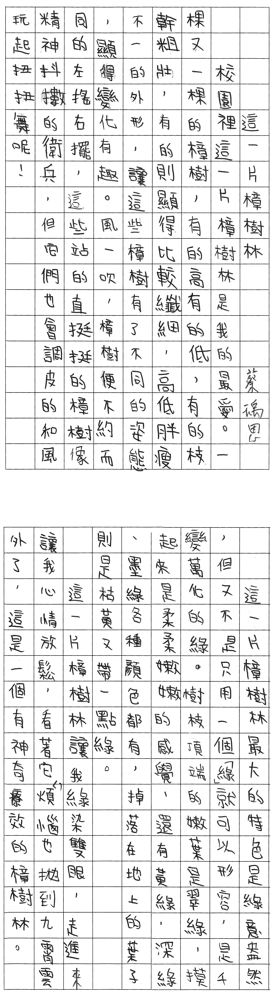 這一片樟樹林 蔡瑀恩
校園裡這一片樟樹林是我的最愛。一
棵又一棵的樟樹,有的高有的低,有的枝
幹粗壯,有的則顯得比較纖細,高低胖瘦
不一的外形,讓這些樟樹有了不同的姿態
,顯得變化有趣。風一吹,樟樹便不約而
同的左搖右擺,這些站的直挺挺的樟樹像
精神抖擻的衛兵,但它們也會調皮的和風
玩起扭扭舞呢!
這一片樟樹林最大的特色是綠意盎然
,但又不是只用一個「綠」就可以形容,是千
變萬化的綠。樹枝頂端的嫩葉是翠綠,摸
起來是柔柔嫩嫩的感覺,還有黃綠,深綠
、墨綠各種顏色都有,掉落在地上的葉子
則是枯黃又帶一點綠。
這一片樟樹林讓我綠染雙眼,走進來
讓我心情放鬆,看著它,煩惱也拋到九霄雲
外了,這是一個有神奇療效的樟樹林。